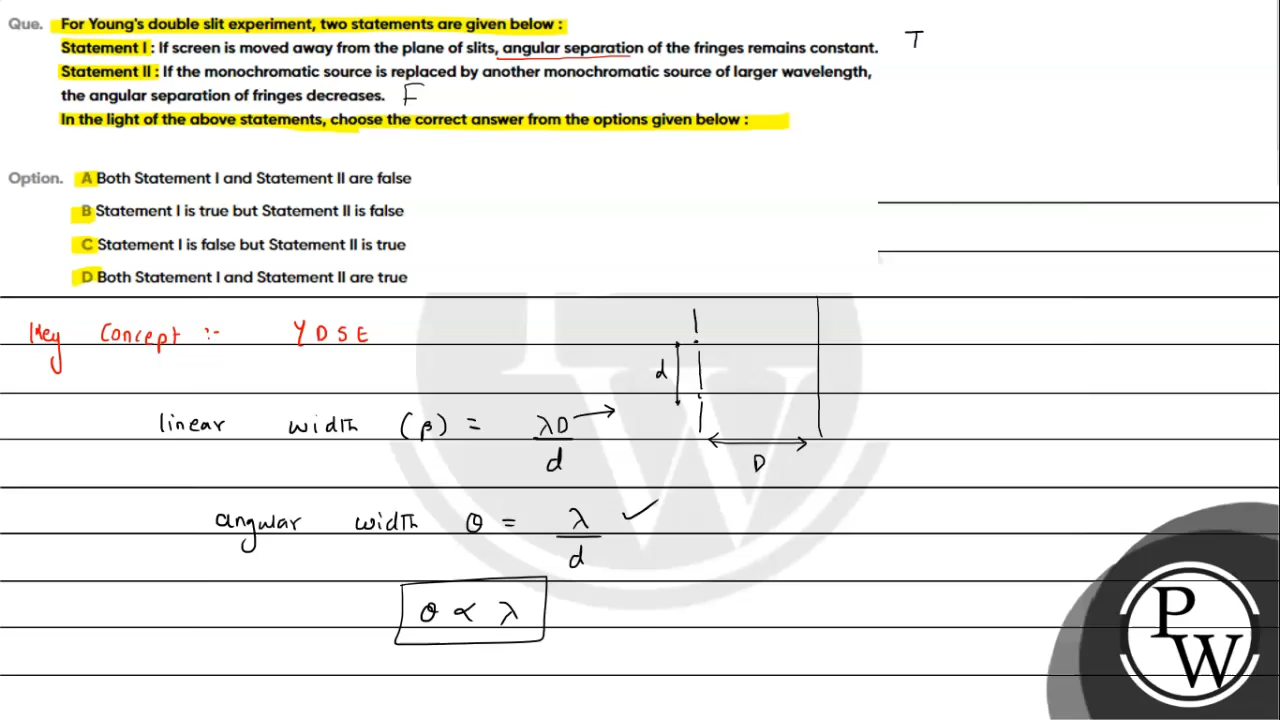 Que. For Young's double slit experiment, two statements are given below :
Statement I : If screen is moved away from the plane of slits, angular separation of the fringes remains constant. T
Statement II : If the monochromatic source is replaced by another monochromatic source of larger wavelength,
the angular separation of fringes decreases. F
In the light of the above statements, choose the correct answer from the options given below :
Option. A Both Statement I and Statement II are false
B Statement I is true but Statement II is false
C Statement I is false but Statement II is true
D Both Statement I and Statement II are true
Key Concept :- YDSE
d
linear width (β) = λD/d
D
angular width θ = λ/d ✓
θ ∝ λ
PW